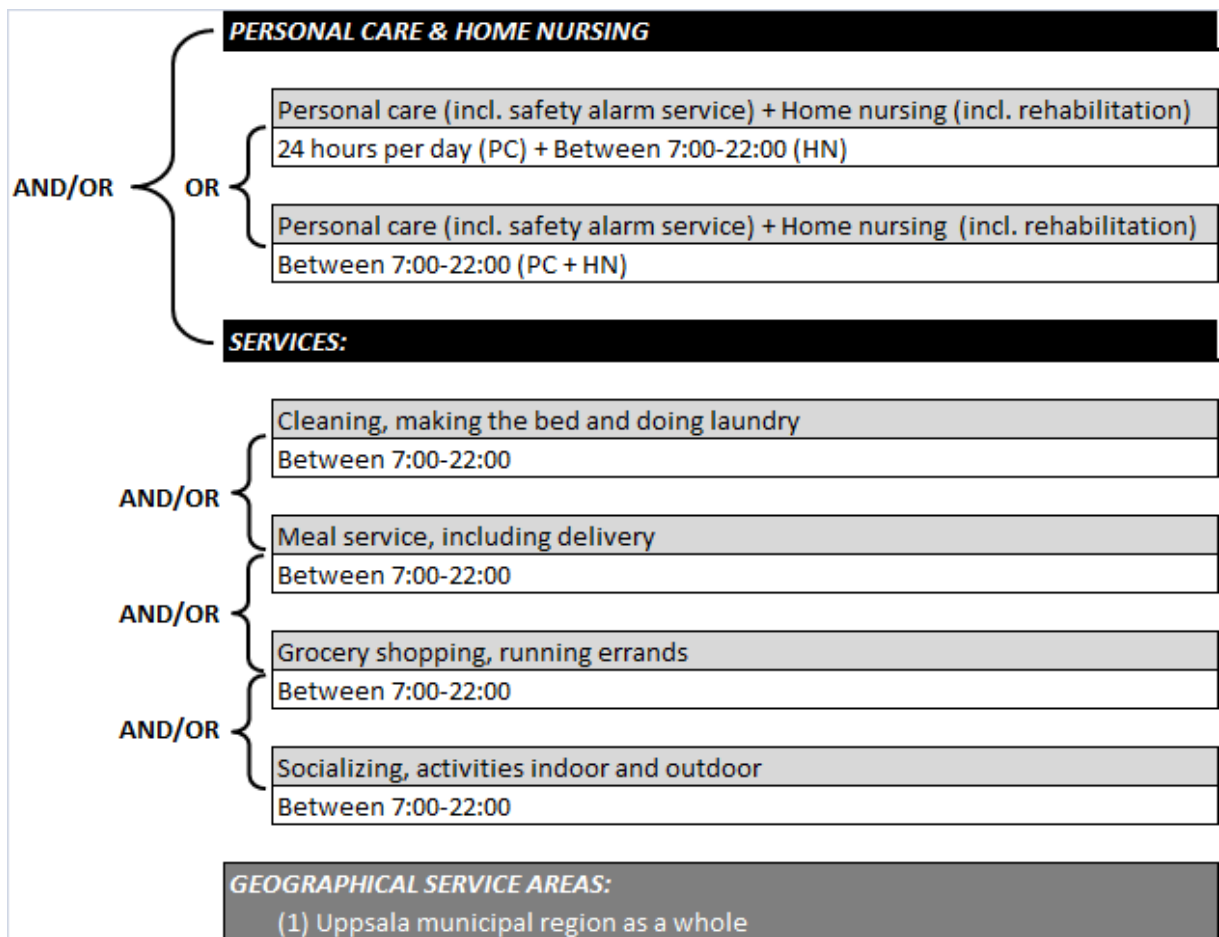 PERSONAL CARE & HOME NURSING
Personal care (incl. safety alarm service) + Home nursing (incl. rehabilitation)
24 hours per day (PC) + Between 7:00-22:00 (HN)
AND/OR
OR
Personal care (incl. safety alarm service) + Home nursing (incl. rehabilitation)
Between 7:00-22:00 (PC + HN)
SERVICES:
Cleaning, making the bed and doing laundry
Between 7:00-22:00
AND/OR
Meal service, including delivery
Between 7:00-22:00
AND/OR
Grocery shopping, running errands
Between 7:00-22:00
AND/OR
Socializing, activities indoor and outdoor
Between 7:00-22:00
GEOGRAPHICAL SERVICE AREAS:
(1) Uppsala municipal region as a whole